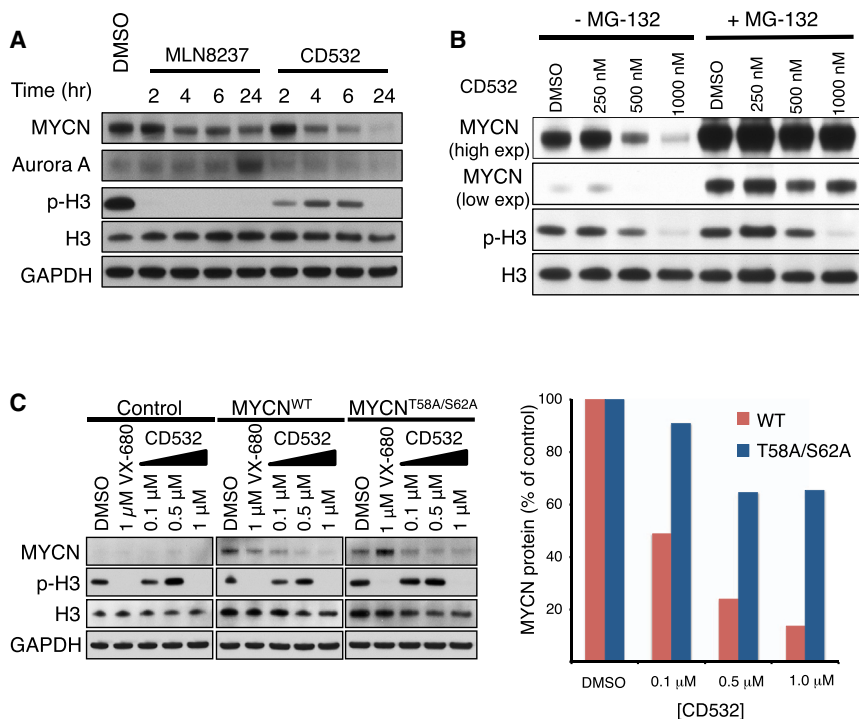 A
DMSO
MLN8237
CD532
Time (hr)
2 4 6 24 2 4 6 24
MYCN
Aurora A
p-H3
H3
GAPDH
B
- MG-132
+ MG-132
CD532
DMSO
250 nM
500 nM
1000 nM
DMSO
250 nM
500 nM
1000 nM
MYCN
(high exp)
MYCN
(low exp)
p-H3
H3
C
Control
MYCN^WT
MYCN^T58A/S62A
CD532
CD532
CD532
DMSO
1 µM VX-680
0.1 µM
0.5 µM
1 µM
DMSO
1 µM VX-680
0.1 µM
0.5 µM
1 µM
DMSO
1 µM VX-680
0.1 µM
0.5 µM
1 µM
MYCN
p-H3
H3
GAPDH
MYCN protein (% of control)
100
80
60
40
20
WT
T58A/S62A
DMSO
0.1 µM
0.5 µM
1.0 µM
[CD532]